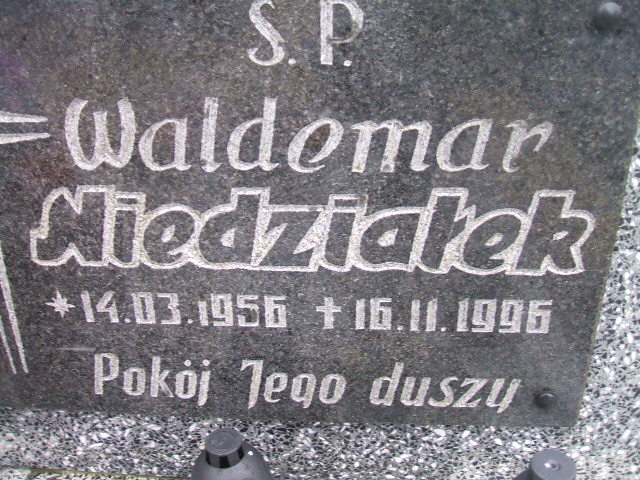 S.P.
Waldemar
Niedziałek
*14.03.1956 ✝16.11.1996
Pokój Jego duszy